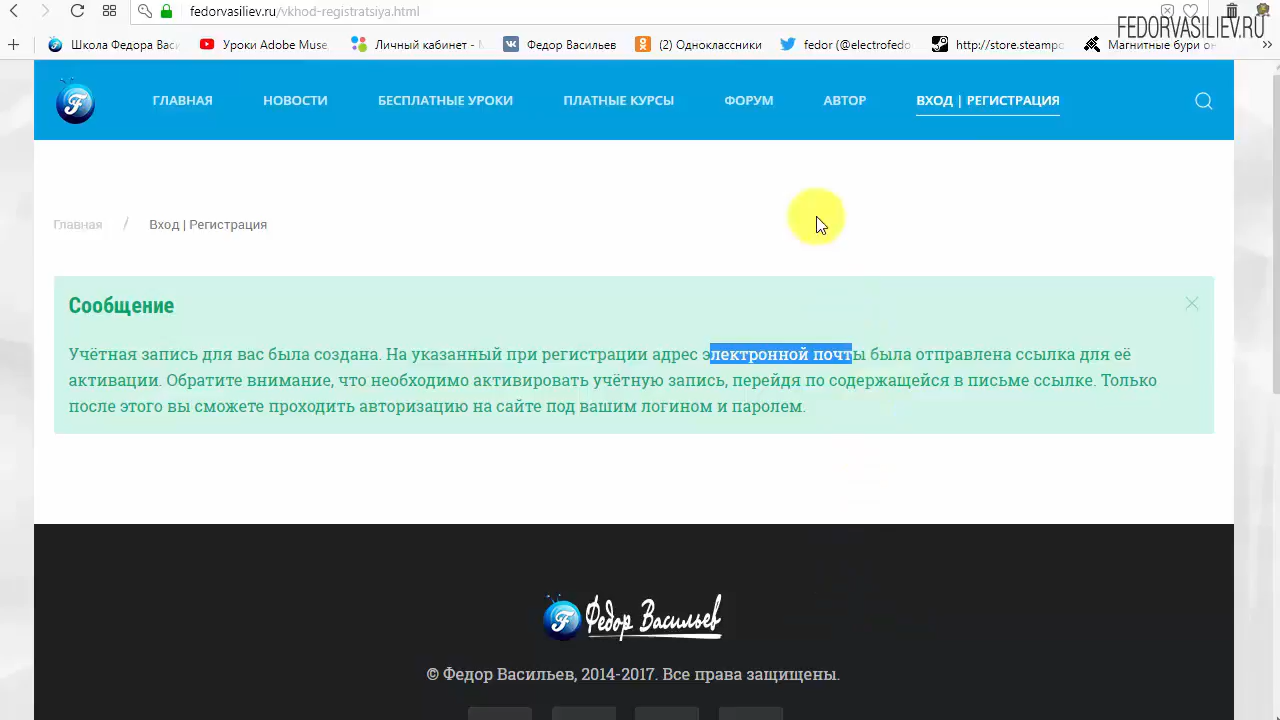 fedorvasiliev.ru/vkhod-registratsiya.html
FEDORVASILIEV.RU
Школа Федора Васи
Уроки Adobe Muse
Личный кабинет -
Федор Васильев
(2) Одноклассники
fedor (@electrofedo
http://store.steampo
Магнитные бури он
ГЛАВНАЯ
НОВОСТИ
БЕСПЛАТНЫЕ УРОКИ
ПЛАТНЫЕ КУРСЫ
ФОРУМ
АВТОР
ВХОД | РЕГИСТРАЦИЯ
Главная / Вход | Регистрация
Сообщение
Учётная запись для вас была создана. На указанный при регистрации адрес электронной почты была отправлена ссылка для её
активации. Обратите внимание, что необходимо активировать учётную запись, перейдя по содержащейся в письме ссылке. Только
после этого вы сможете проходить авторизацию на сайте под вашим логином и паролем.
Федор Васильев
© Федор Васильев, 2014-2017. Все права защищены.